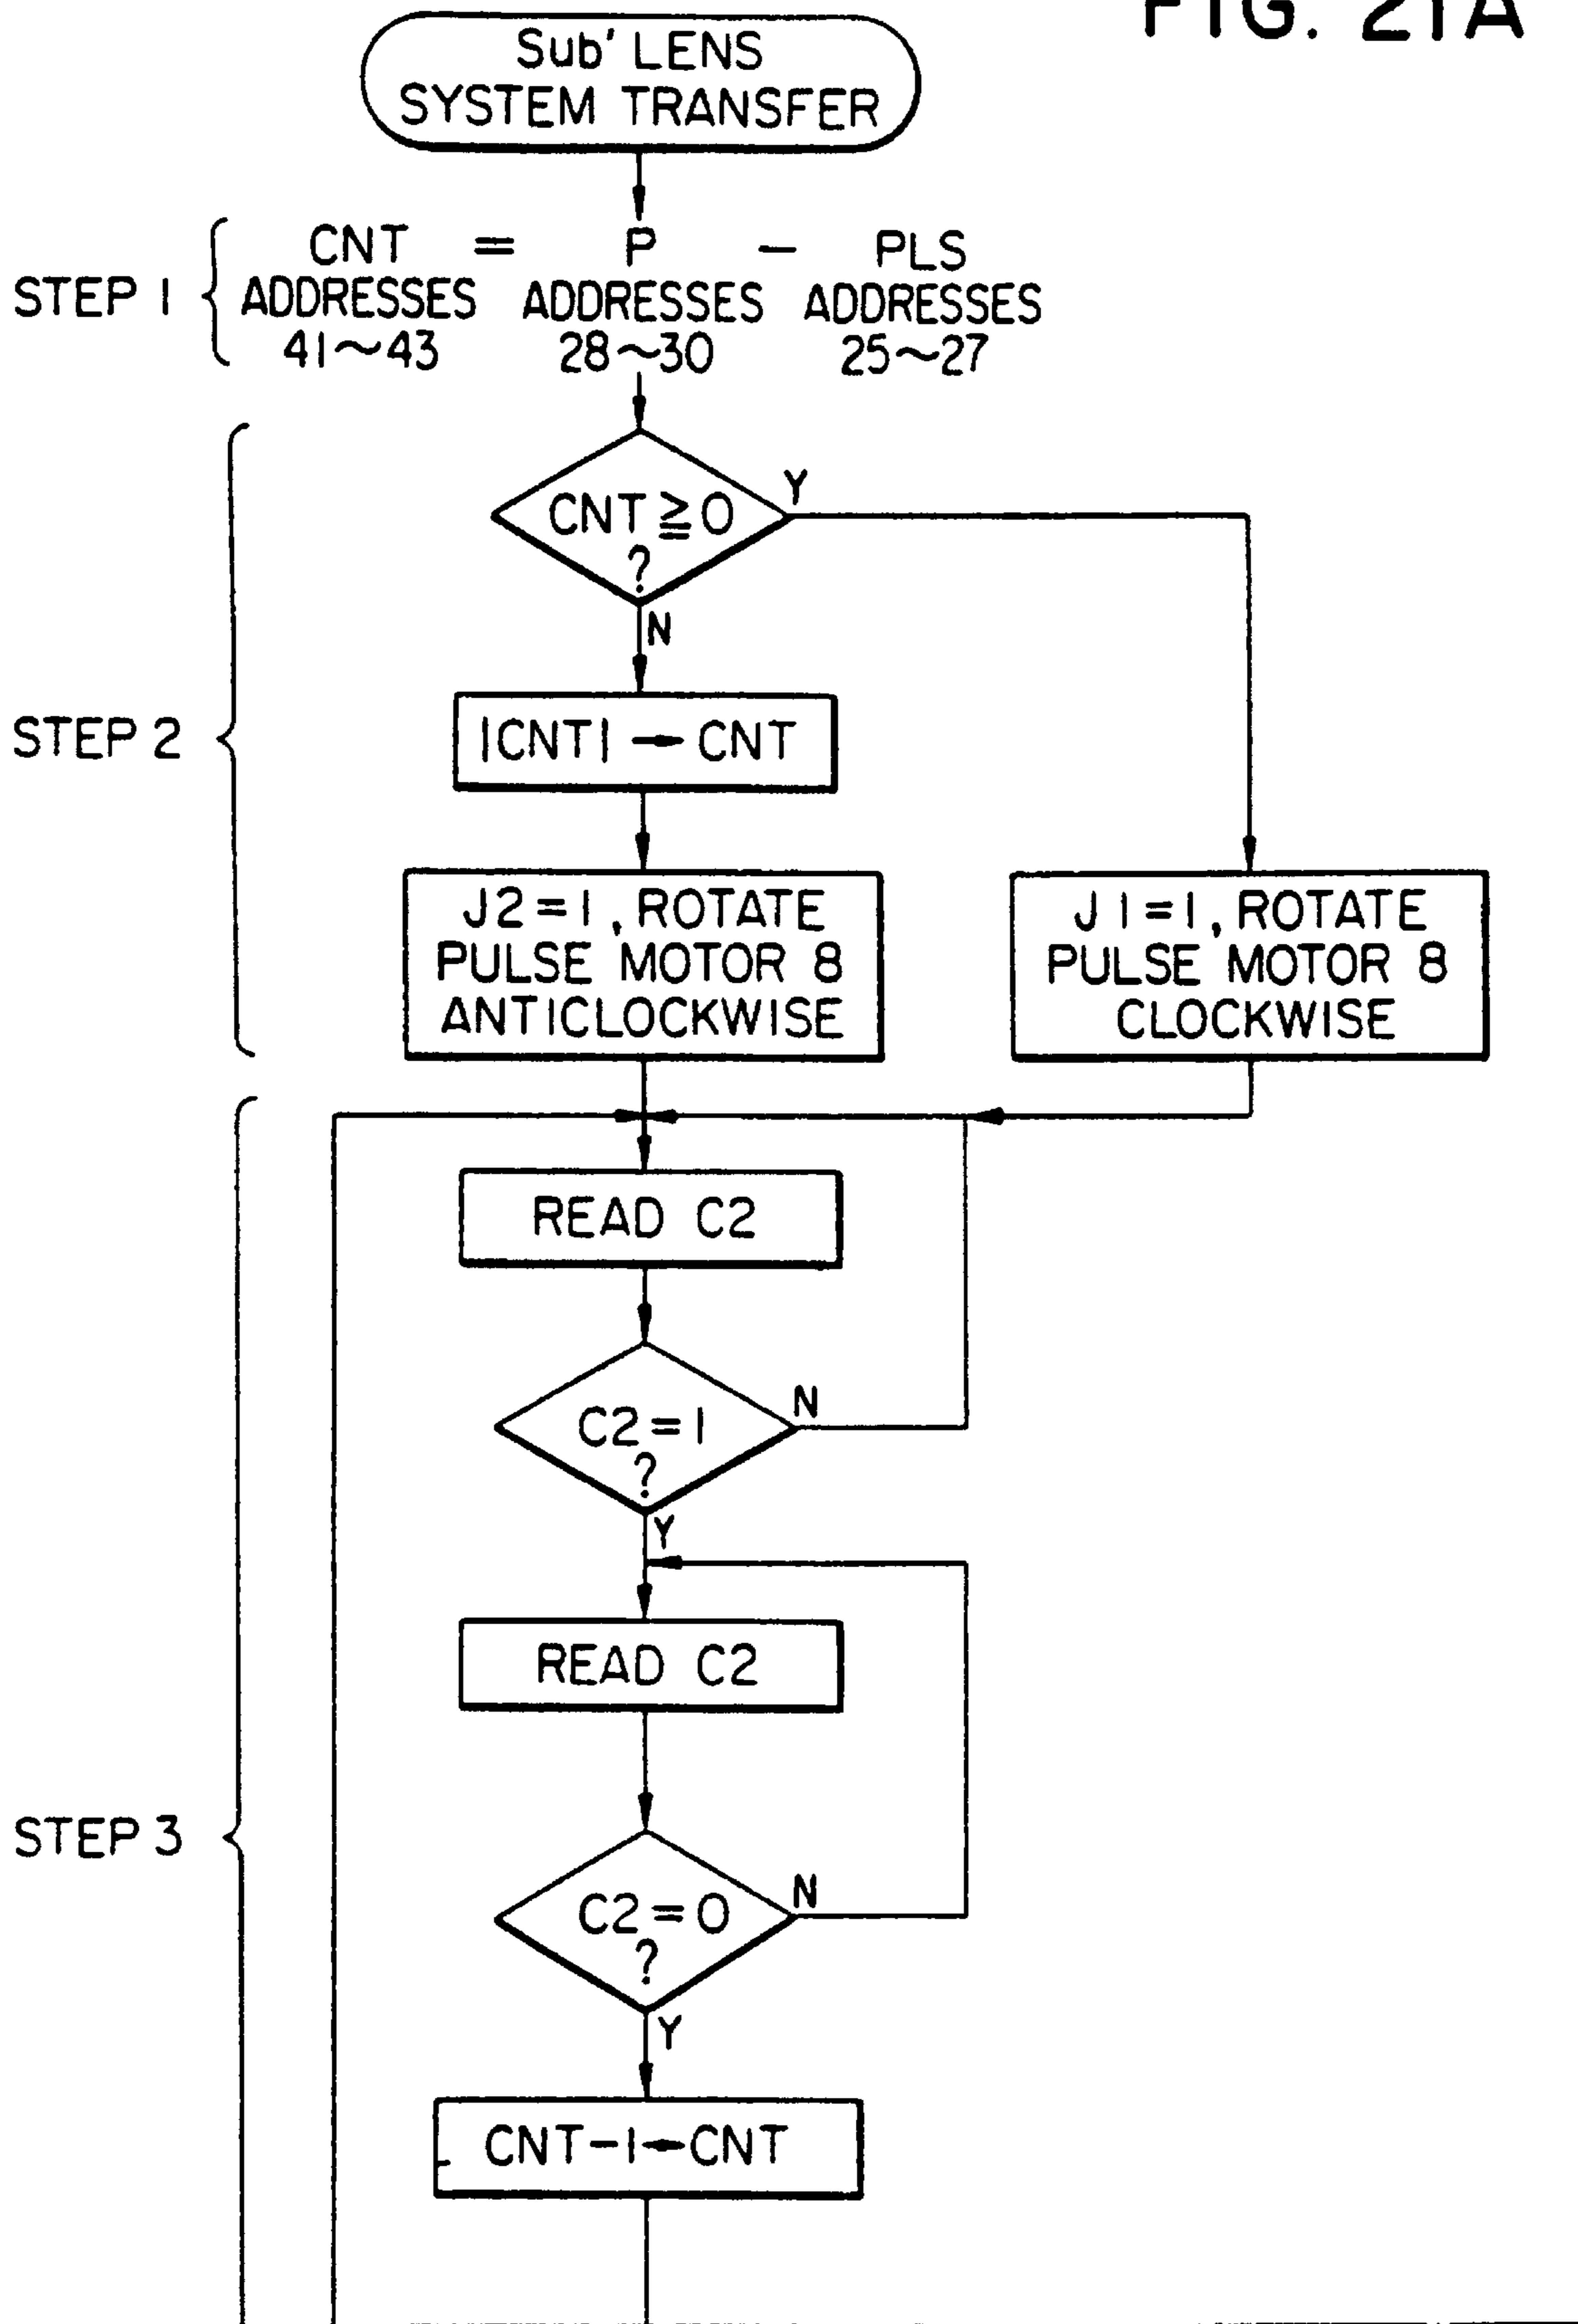 FIG. 21A
Sub' LENS
SYSTEM TRANSFER
STEP 1
CNT = P - PLS
ADDRESSES ADDRESSES ADDRESSES
41~43 28~30 25~27
CNT ≧ 0
?
Y
N
STEP 2
|CNT| → CNT
J2=1, ROTATE
PULSE MOTOR 8
ANTICLOCKWISE
J1=1, ROTATE
PULSE MOTOR 8
CLOCKWISE
READ C2
C2=1
?
N
Y
READ C2
STEP 3
C2=0
?
N
Y
CNT-1←CNT